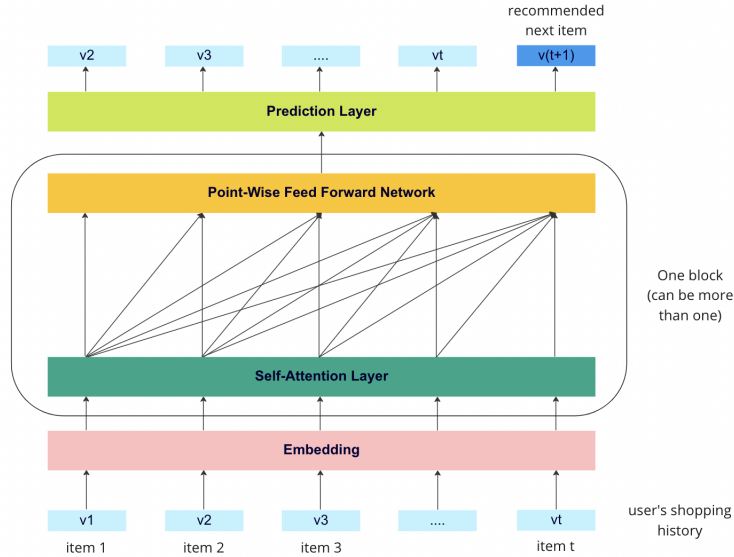 recommended
next item
v2 v3 .... vt v(t+1)
Prediction Layer
Point-Wise Feed Forward Network
One block
(can be more
than one)
Self-Attention Layer
Embedding
v1 v2 v3 .... vt
user's shopping
history
item 1 item 2 item 3 item t